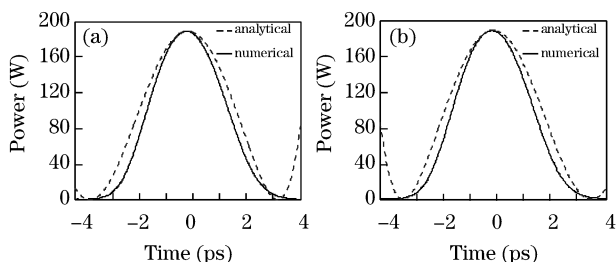 (a)
analytical
numerical
200
160
120
80
40
0
Power (W)
−4
−2
0
2
4
Time (ps)
(b)
analytical
numerical
200
160
120
80
40
0
Power (W)
−4
−2
0
2
4
Time (ps)